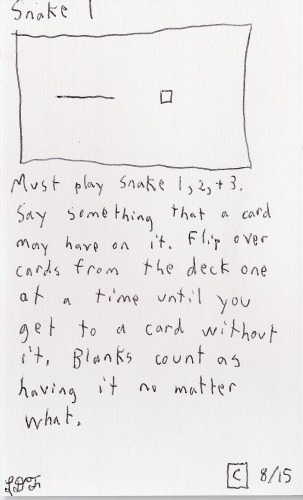 Snake 1
Must play snake 1, 2, + 3.
Say something that a card
may have on it. Flip over
cards from the deck one
at a time until you
get to a card without
it. Blanks count as
having it no matter
what.
C 8/15